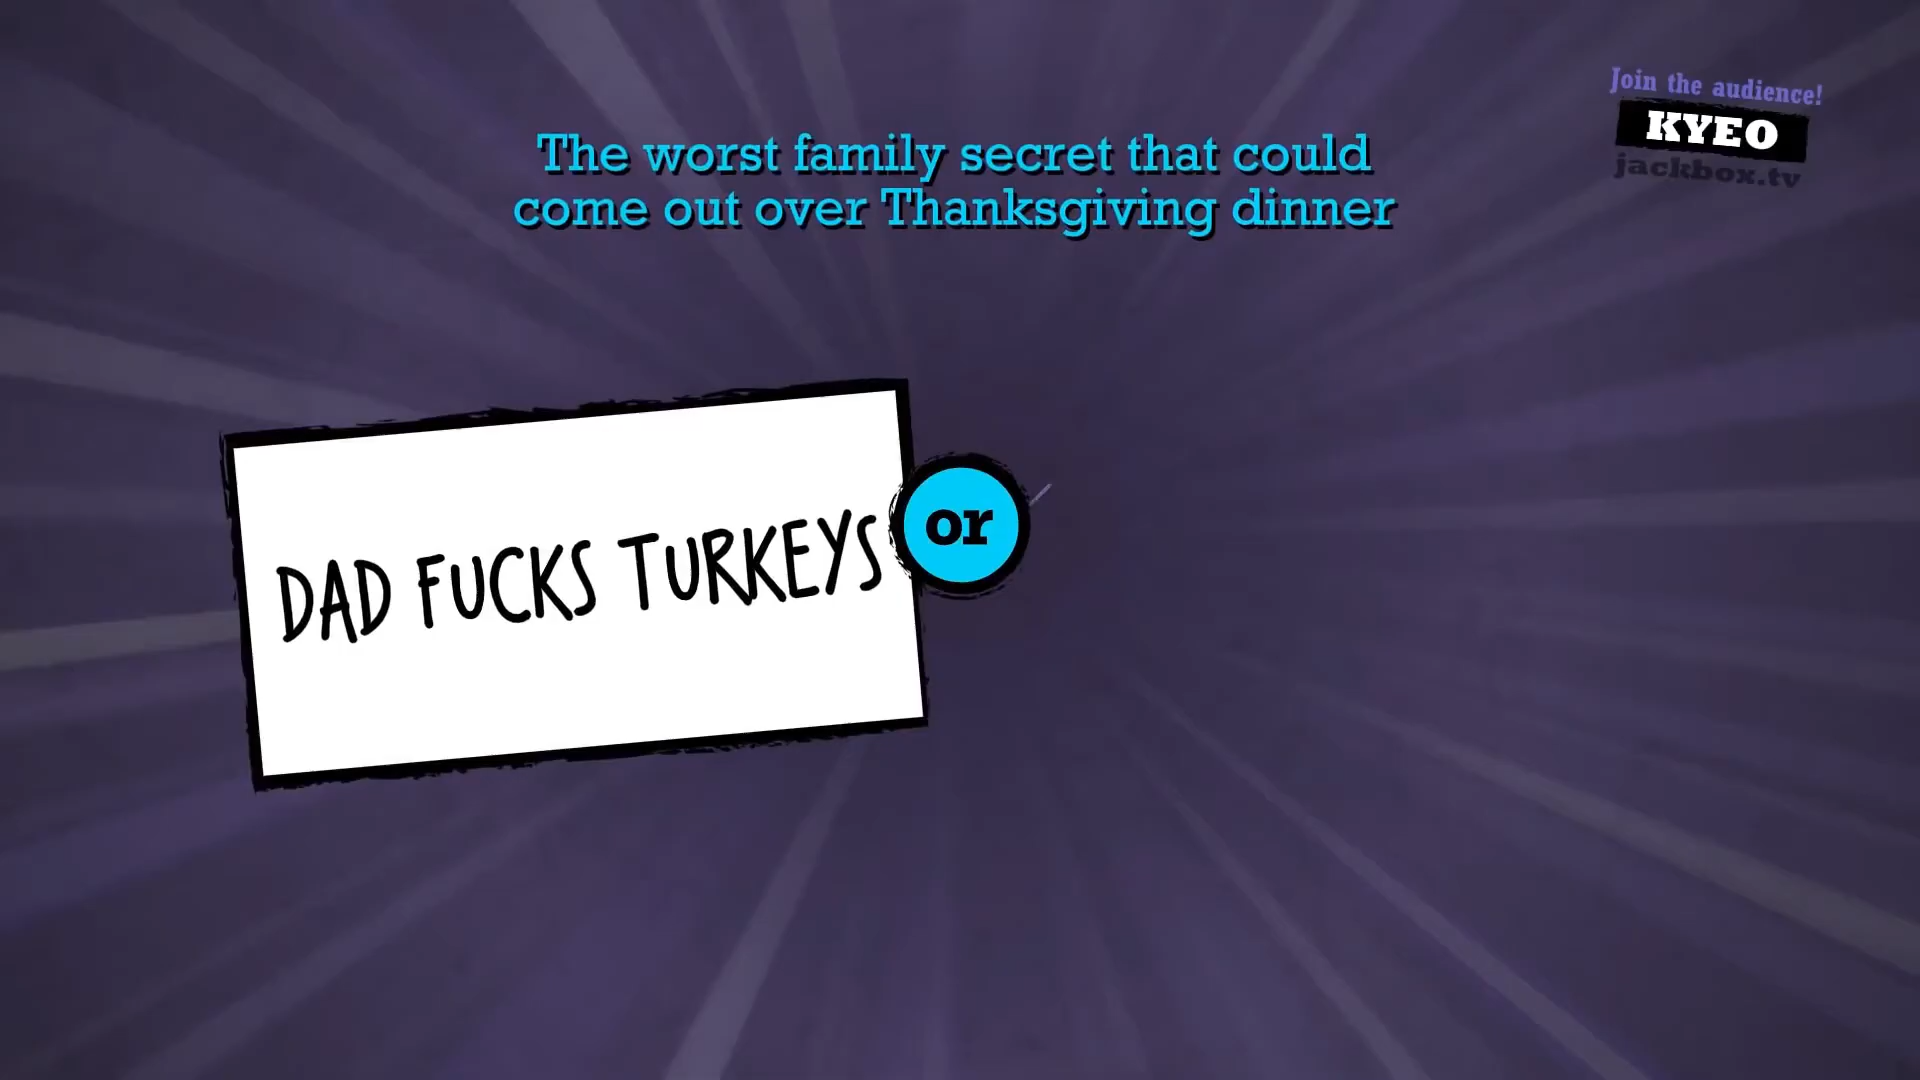 Join the audience!
KYEO
jackbox.tv
The worst family secret that could
come out over Thanksgiving dinner
DAD FUCKS TURKEYS
or